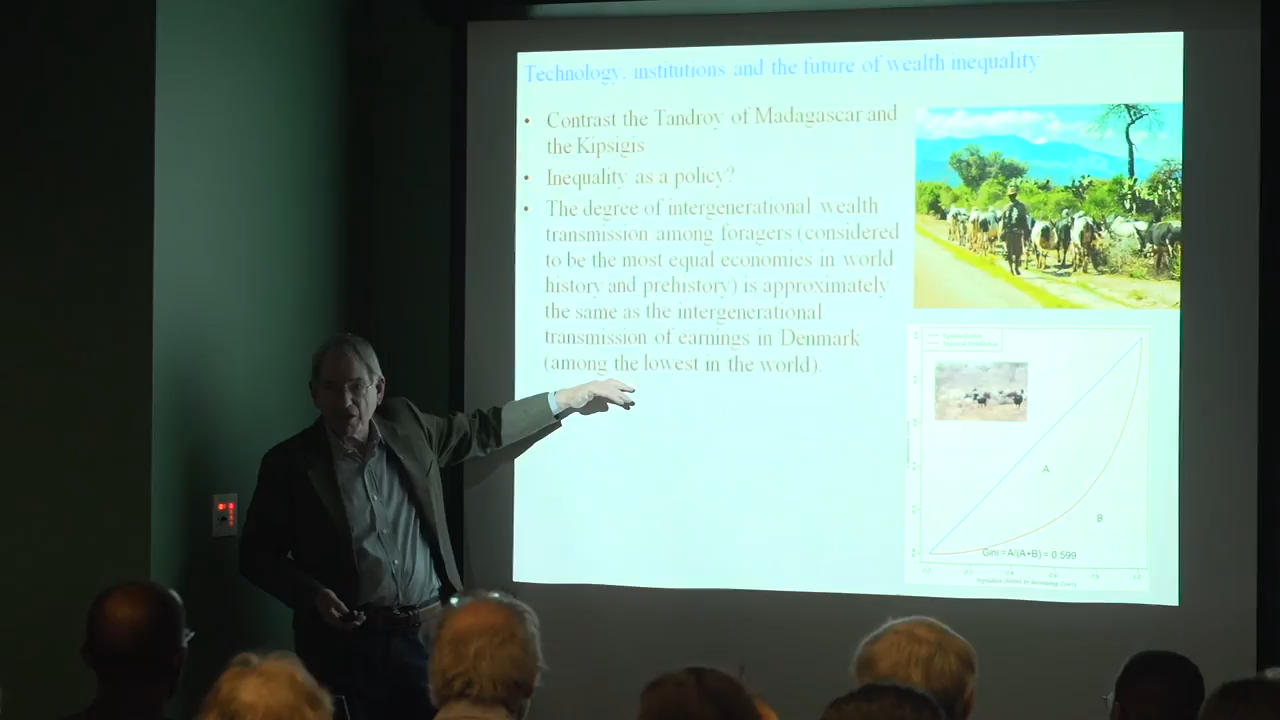 Technology, institutions and the future of wealth inequality
• Contrast the Tandroy of Madagascar and
the Kipsigis
• Inequality as a policy?
• The degree of intergenerational wealth
transmission among foragers (considered
to be the most equal economies in world
history and prehistory) is approximately
the same as the intergenerational
transmission of earnings in Denmark
(among the lowest in the world).
A
B
Gini =A/(A+B) = 0.599